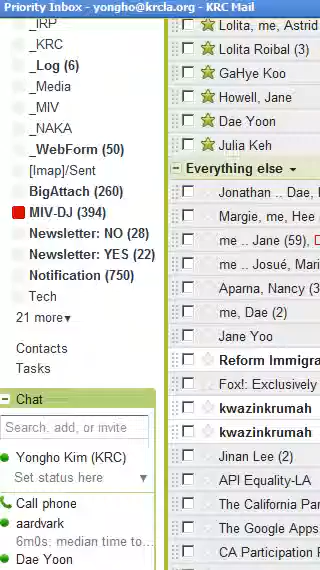 Priority Inbox - yongho@krcla.org - KRC Mail
_IRP
_KRC
_Log (6)
_Media
_MIV
_NAKA
_WebForm (50)
[Imap]/Sent
BigAttach (260)
MIV-DJ (394)
Newsletter: NO (28)
Newsletter: YES (22)
Notification (750)
Tech
21 more▾
Contacts
Tasks
Chat
Search, add, or invite
Yongho Kim (KRC)
Set status here
Call phone
aardvark
6m0s: median time to...
Dae Yoon
Lolita, me, Astrid
Lolita Roibal (3)
GaHye Koo
Howell, Jane
Dae Yoon
Julia Keh
Everything else
Jonathan .. Dae,
Margie, me, Hee
me .. Jane (59),
me .. Josué, Mari
Aparna, Nancy (3
me, Dae (2)
Jane Yoo
Reform Immigra
Fox!: Exclusively
kwazinkrumah
kwazinkrumah
Jinan Lee (2)
API Equality-LA
The California Par
The Google Apps
CA Participation P